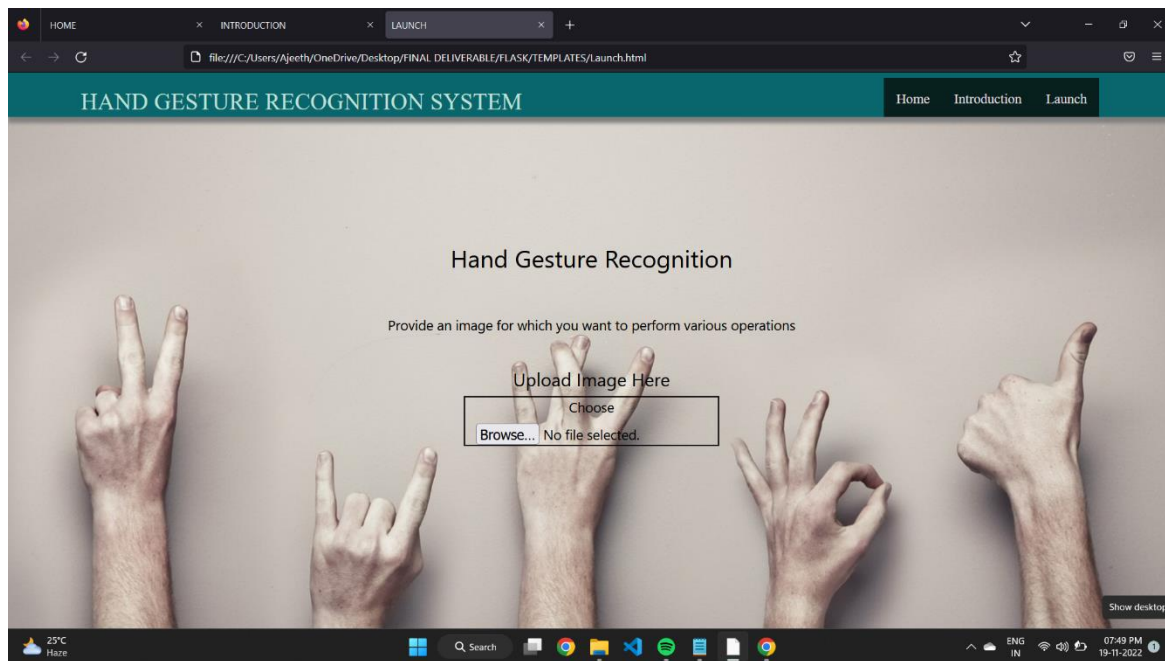 HOME
INTRODUCTION
LAUNCH
file:///C:/Users/Ajeeth/OneDrive/Desktop/FINAL DELIVERABLE/FLASK/TEMPLATES/Launch.html
HAND GESTURE RECOGNITION SYSTEM
Home Introduction Launch
Hand Gesture Recognition
Provide an image for which you want to perform various operations
Upload Image Here
Choose
Browse... No file selected.
Show desktop
25°C
Haze
Search
ENG
IN
07:49 PM
19-11-2022
1